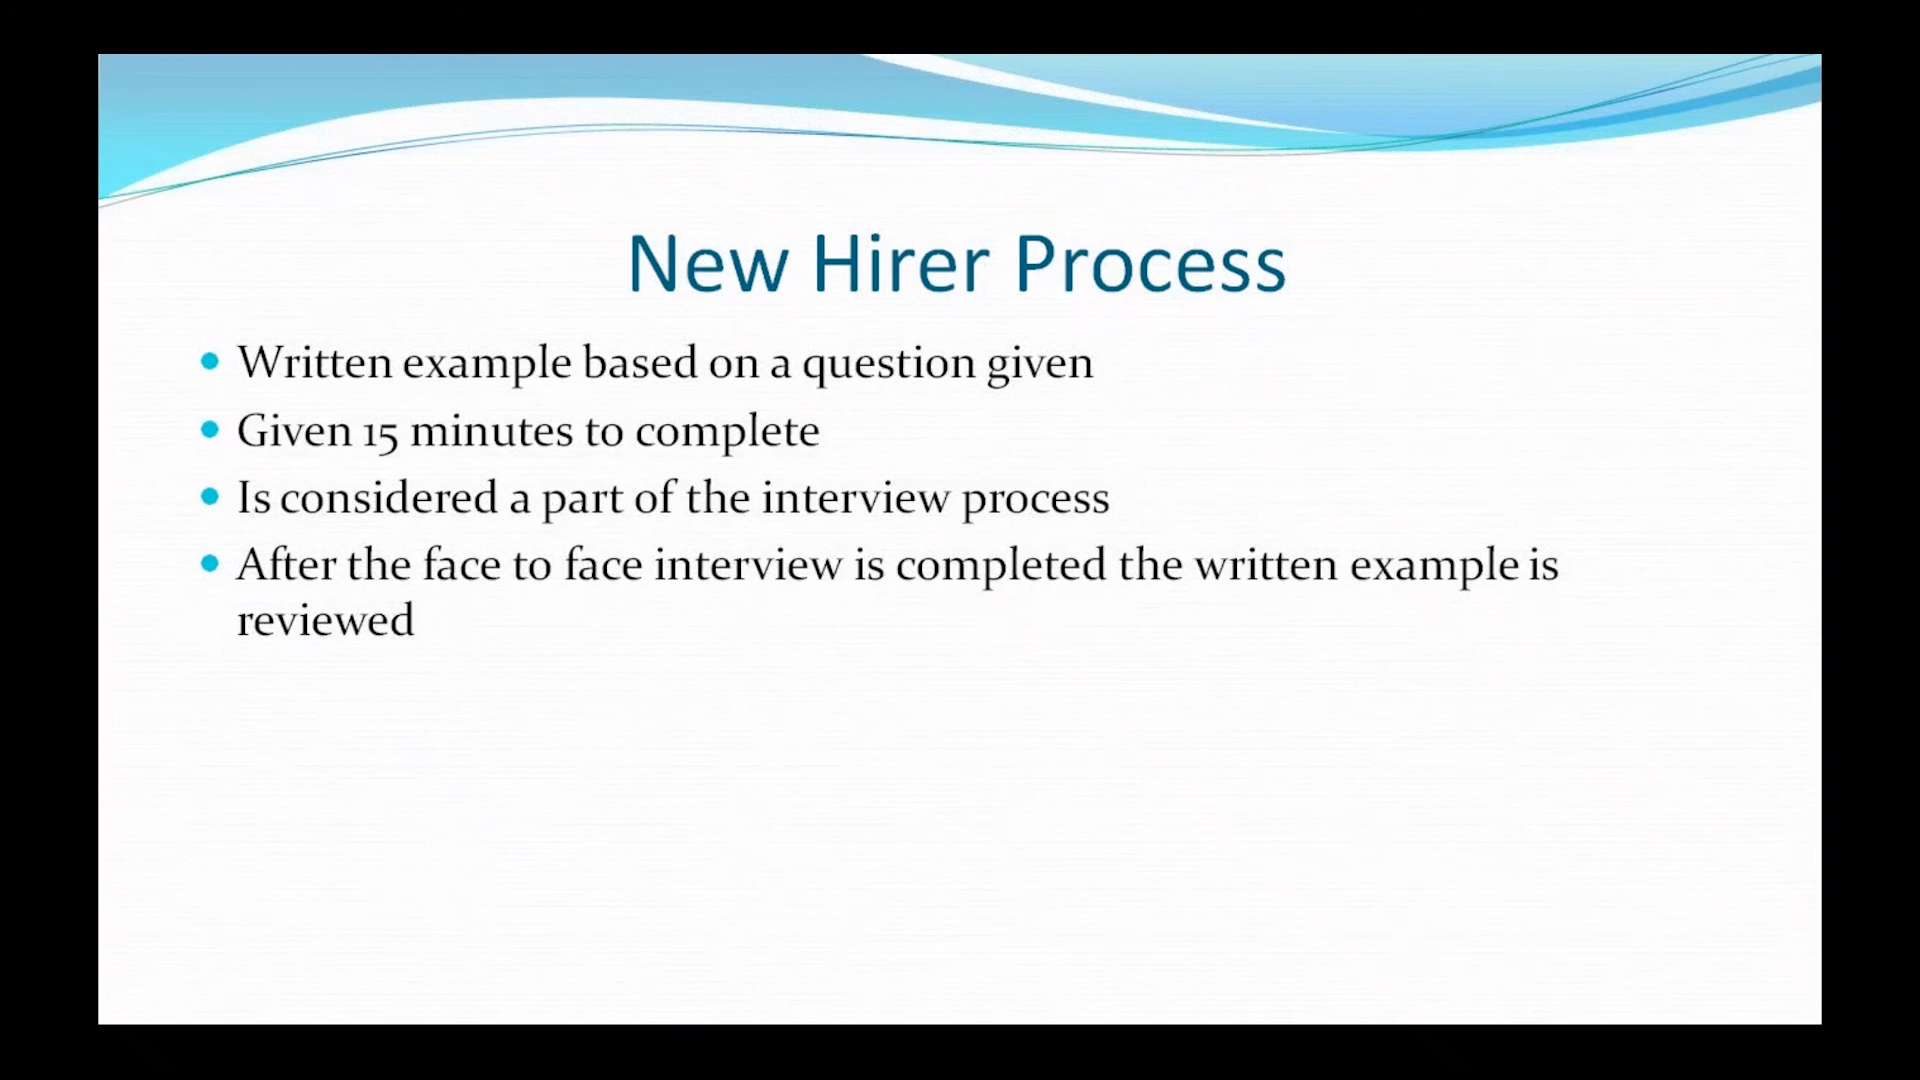 New Hirer Process
Written example based on a question given
Given 15 minutes to complete
Is considered a part of the interview process
After the face to face interview is completed the written example is
reviewed